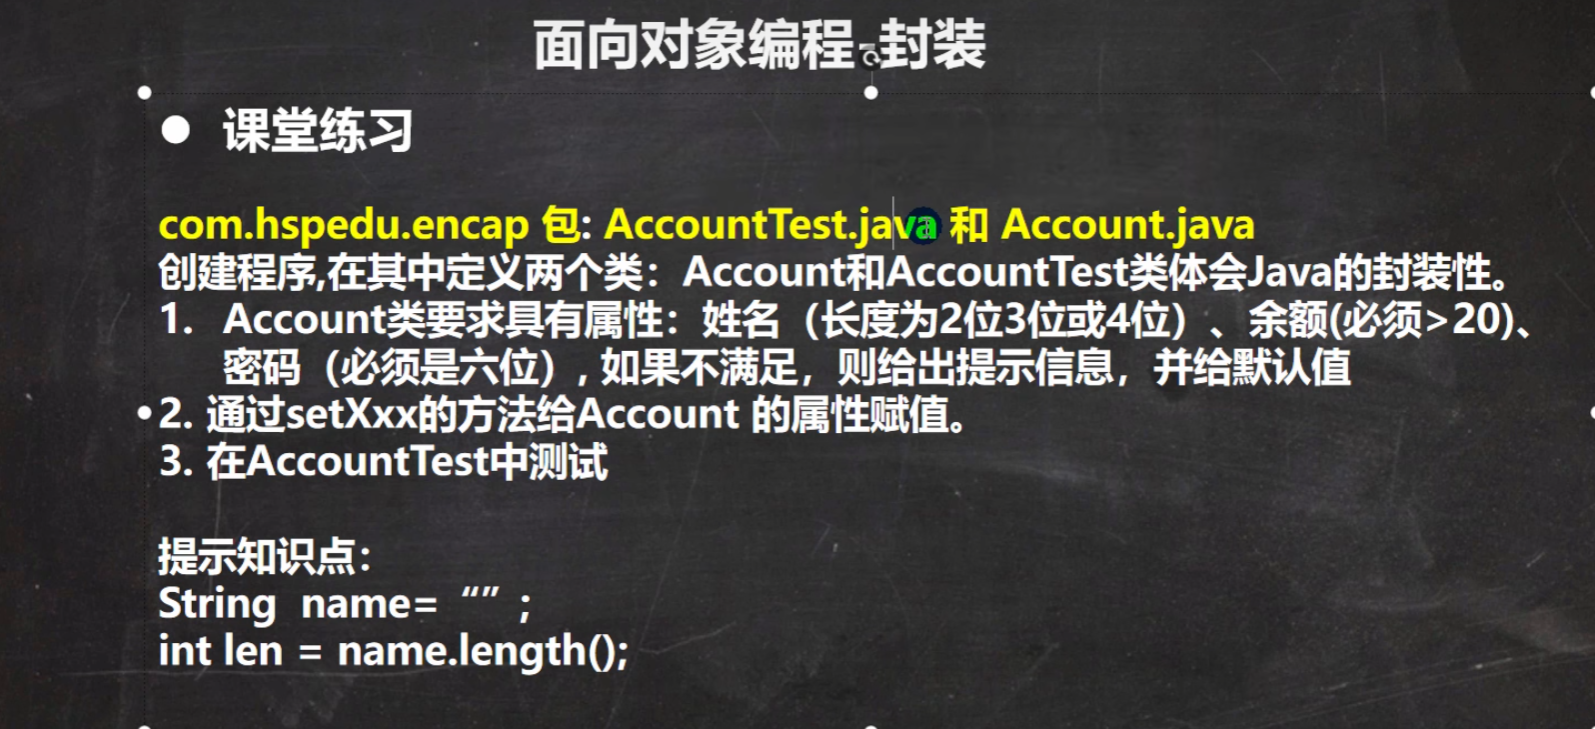 面向对象编程-封装
● 课堂练习
com.hspedu.encap 包: AccountTest.java 和 Account.java
创建程序,在其中定义两个类：Account和AccountTest类体会Java的封装性。
1. Account类要求具有属性：姓名（长度为2位3位或4位）、余额(必须>20)、
密码（必须是六位）, 如果不满足，则给出提示信息，并给默认值
2. 通过setXxx的方法给Account 的属性赋值。
3. 在AccountTest中测试
提示知识点：
String name= “”；
int len = name.length();